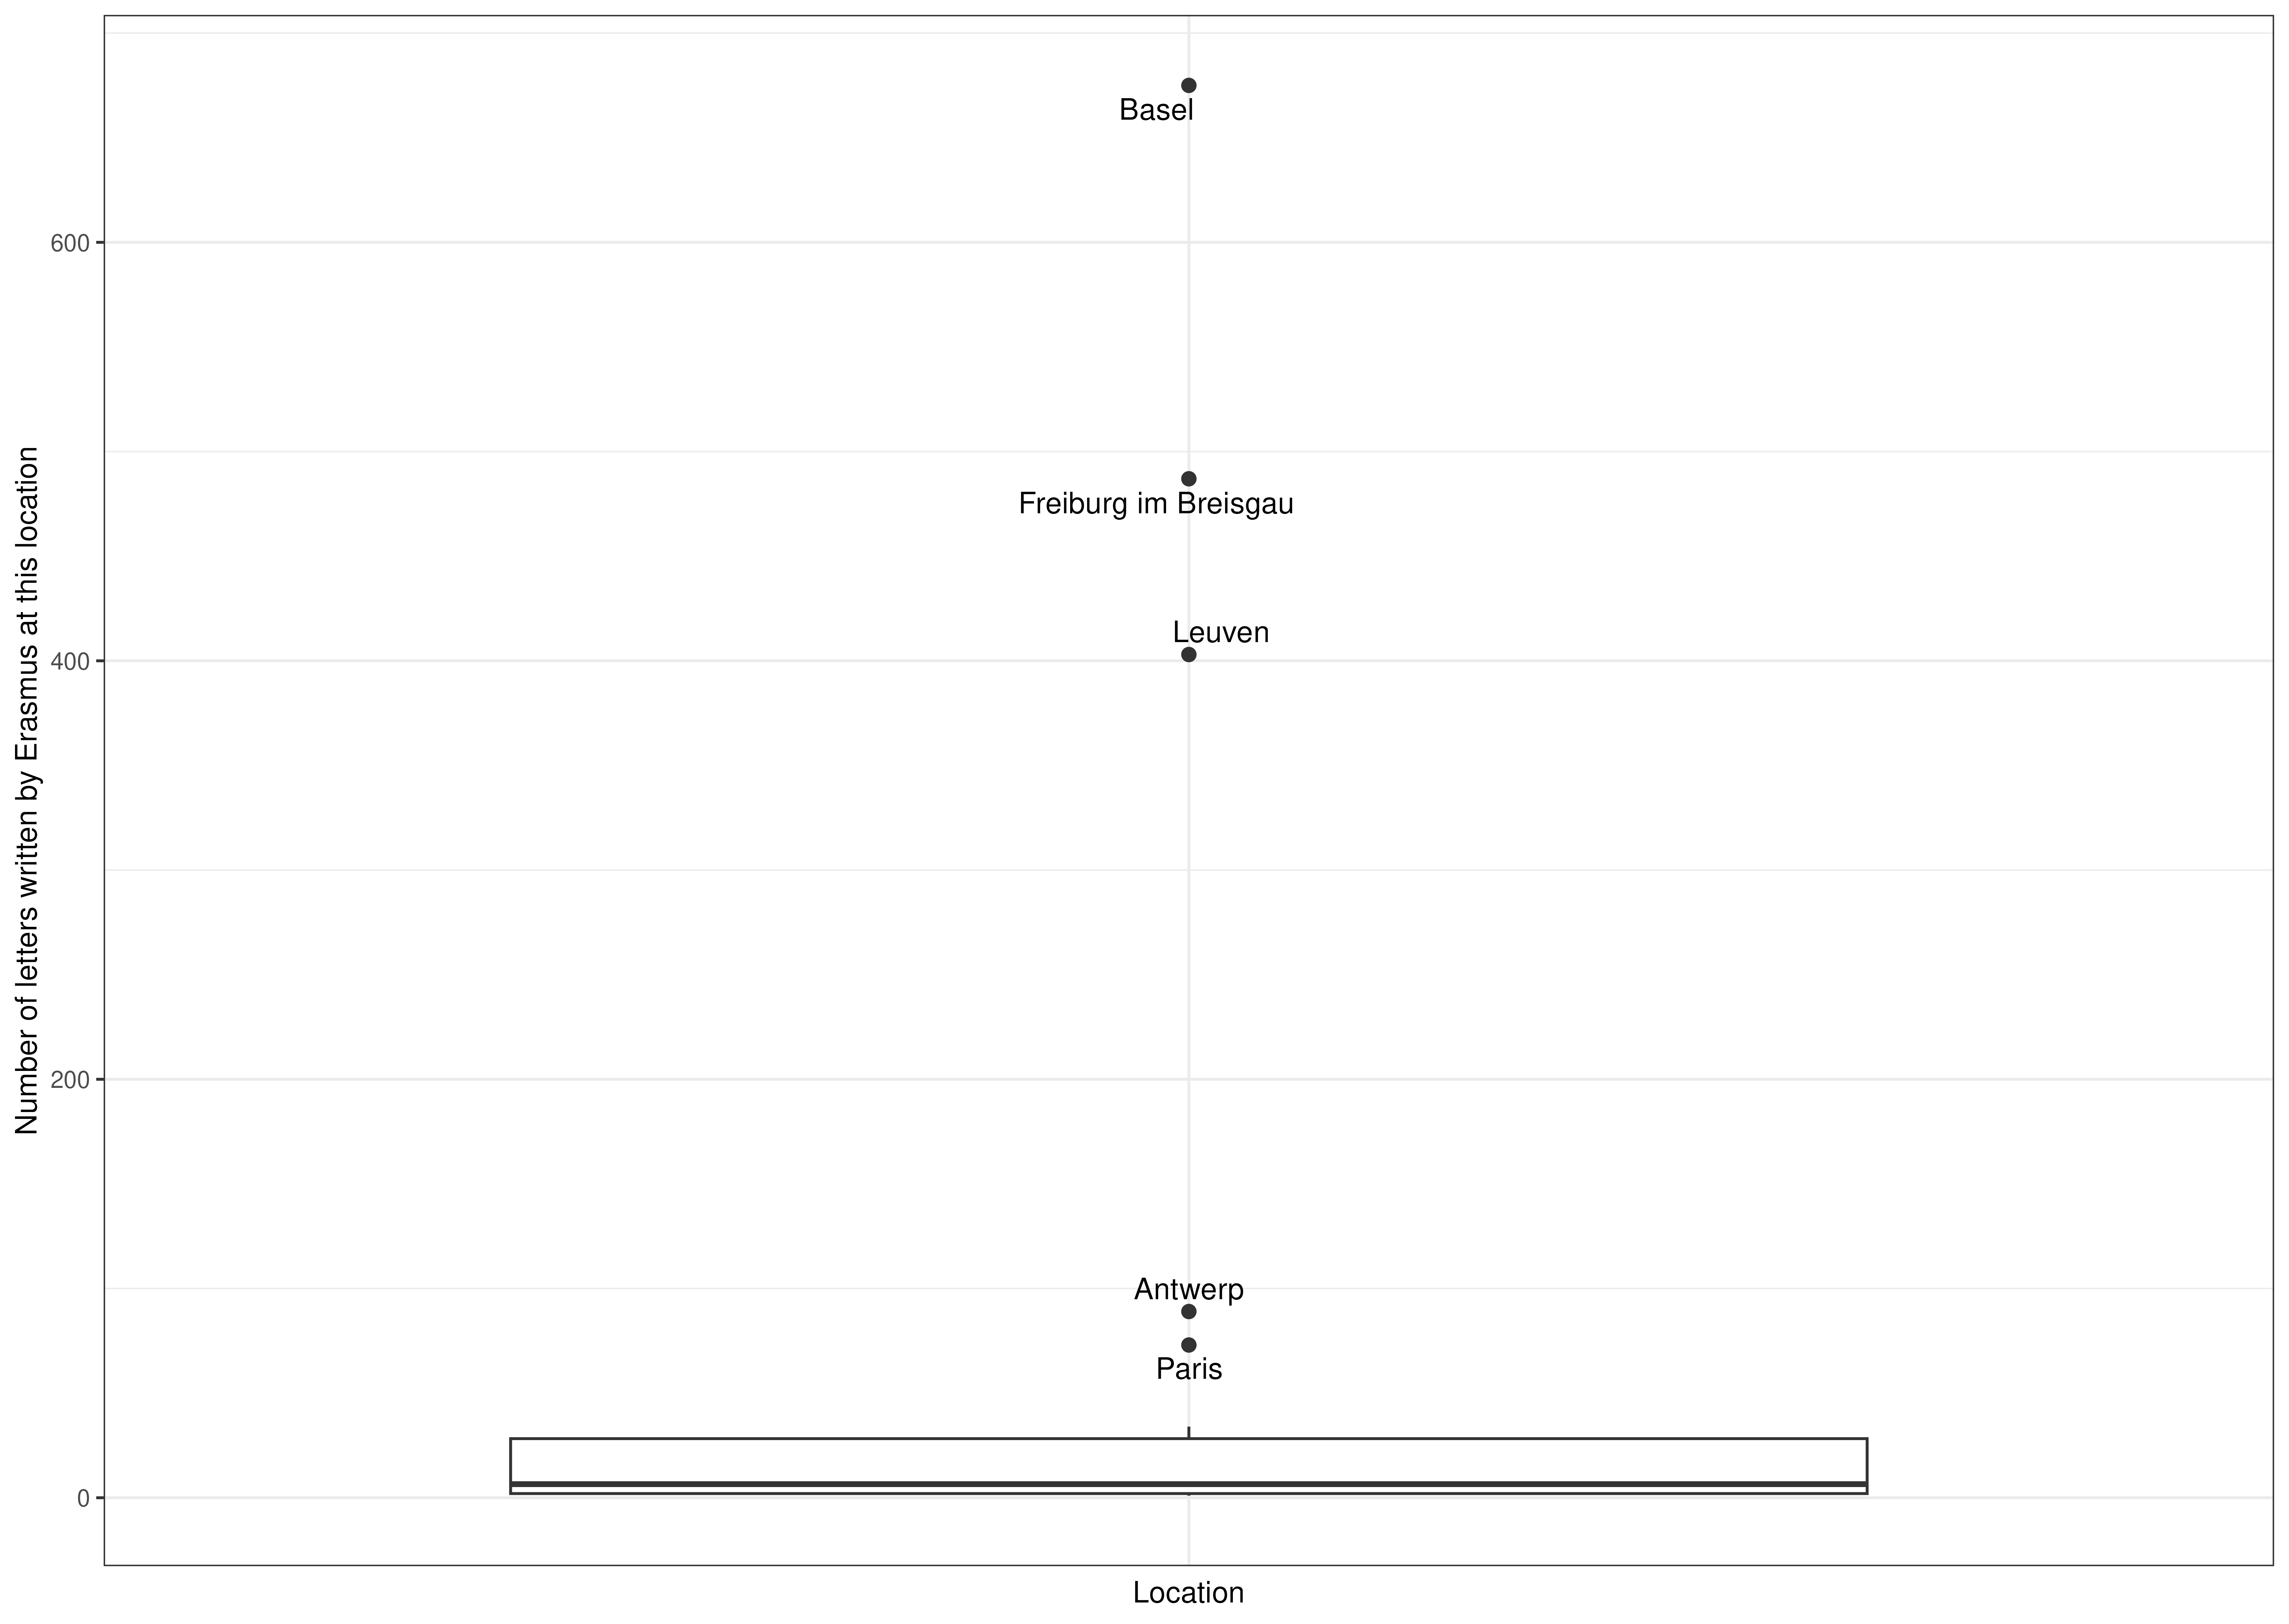 Number of letters written by Erasmus at this location
600
400
200
0
Basel
Freiburg im Breisgau
Leuven
Antwerp
Paris
Location